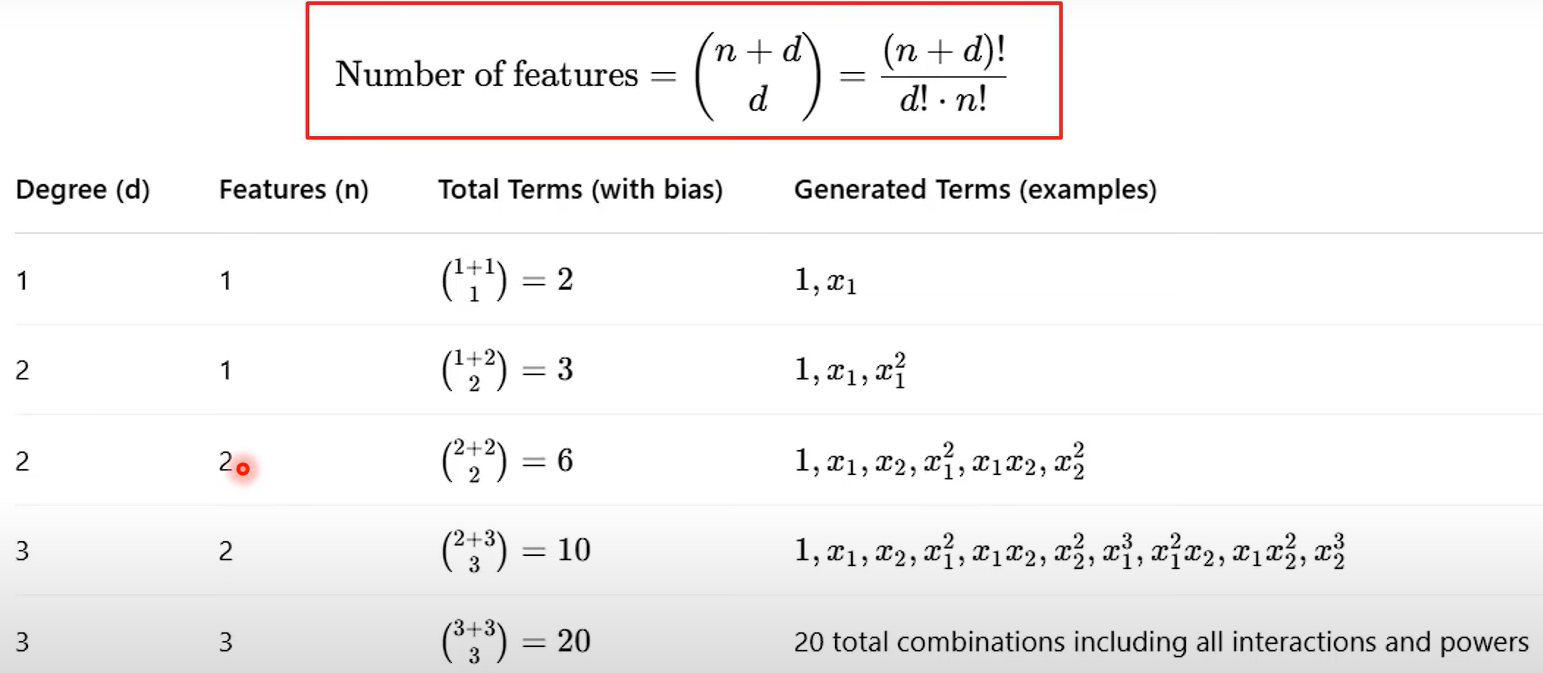 Number of features = \binom{n+d}{d} = \frac{(n+d)!}{d! \cdot n!}
Degree (d) Features (n) Total Terms (with bias) Generated Terms (examples)
1 1 \binom{1+1}{1} = 2 1, x_1
2 1 \binom{1+2}{2} = 3 1, x_1, x_1^2
2 2 \binom{2+2}{2} = 6 1, x_1, x_2, x_1^2, x_1x_2, x_2^2
3 2 \binom{2+3}{3} = 10 1, x_1, x_2, x_1^2, x_1x_2, x_2^2, x_1^3, x_1^2x_2, x_1x_2^2, x_2^3
3 3 \binom{3+3}{3} = 20 20 total combinations including all interactions and powers